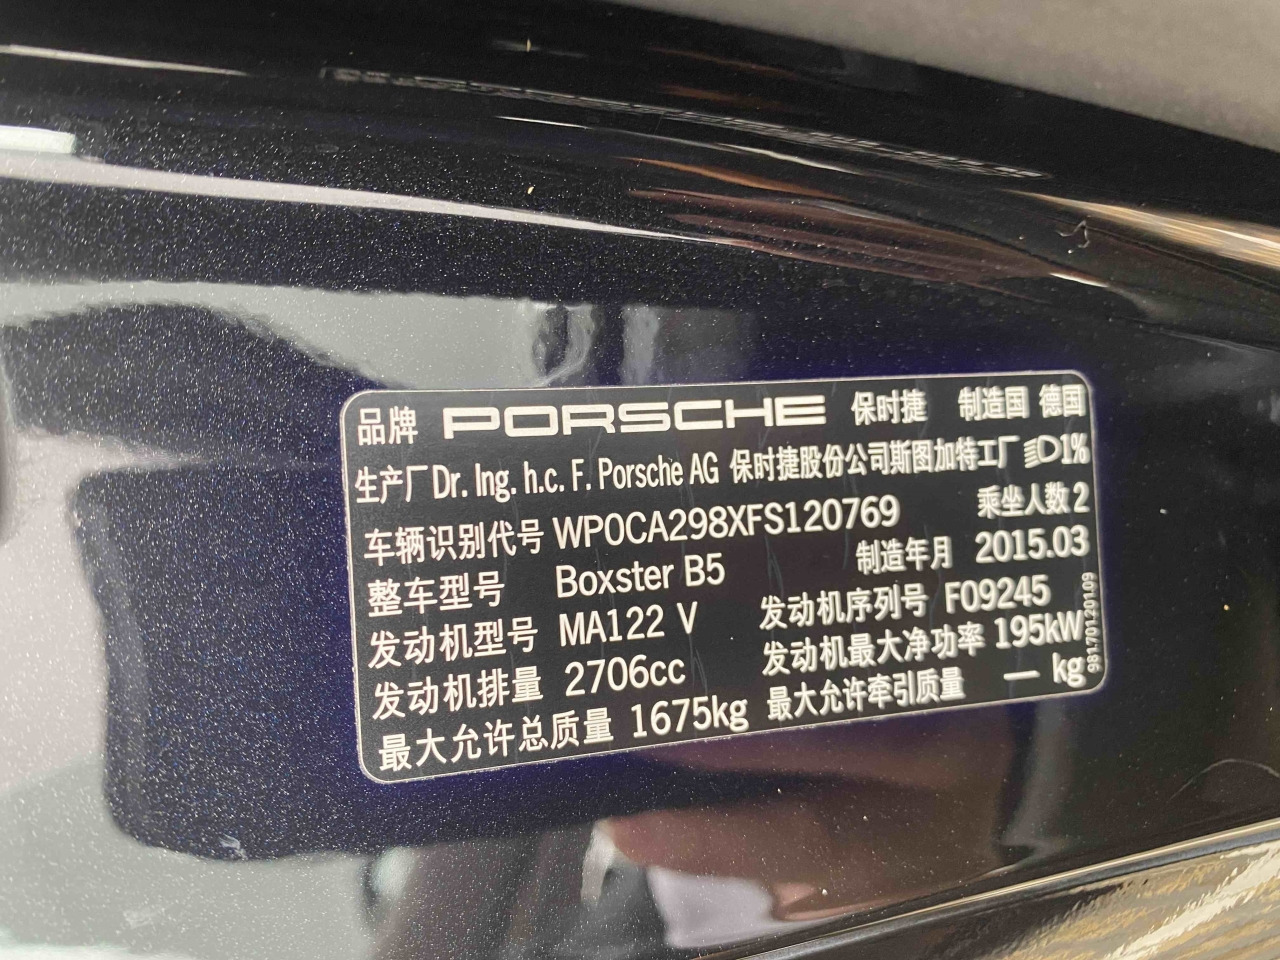 品牌 PORSCHE 保时捷 制造国 德国
生产厂 Dr. Ing. h.c. F. Porsche AG 保时捷股份公司斯图加特工厂 1%
车辆识别代号 WP0CA298XFS120769 乘坐人数 2
整车型号 Boxster B5 制造年月 2015.03
发动机型号 MA122 V 发动机序列号 F09245
发动机排量 2706cc 发动机最大净功率 195kW
最大允许总质量 1675kg 最大允许牵引质量 — kg
981.701.201.09